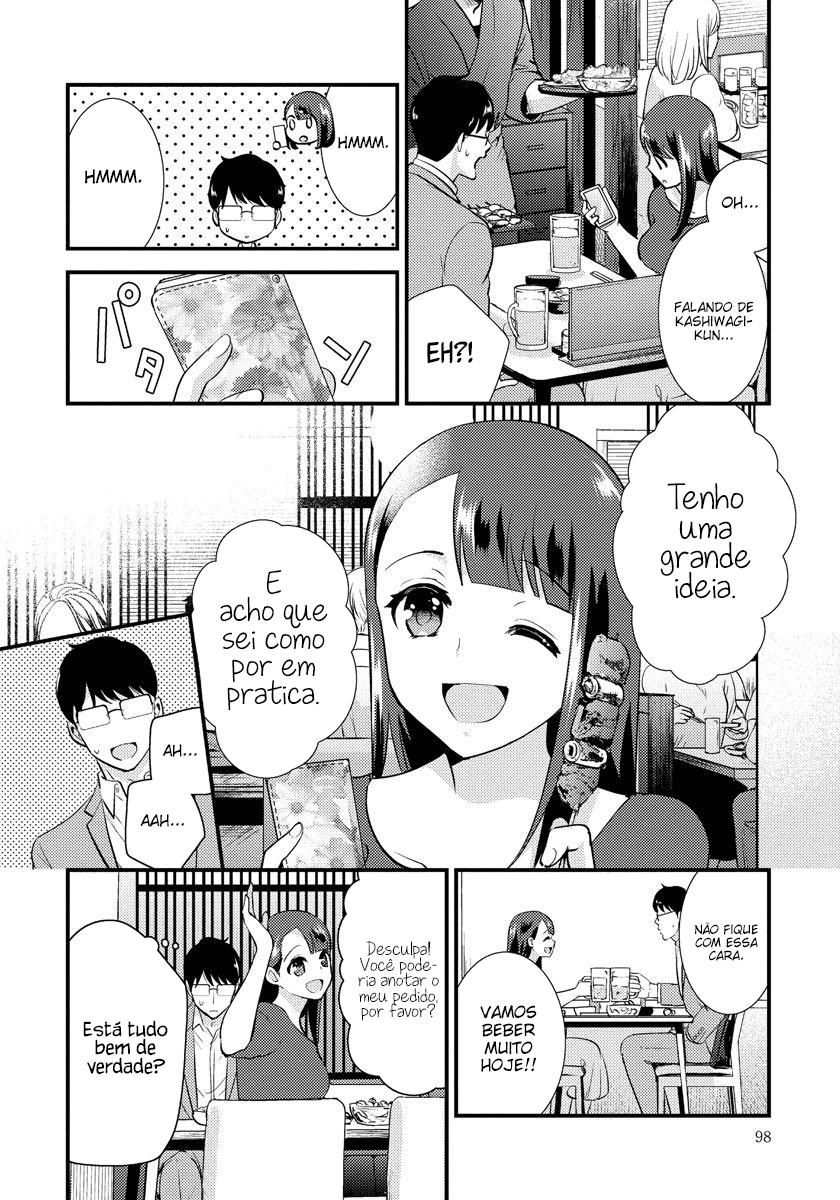 OH...
FALANDO DE
KASHIWAGI-
KUN...
EH?!
HMMM.
HMMM.
パタン
Tenho
uma
grande
ideia.
E
acho que
sei como
por em
pratica.
AH...
AAH...
NÃO FIQUE
COM ESSA
CARA.
VAMOS
BEBER
MUITO
HOJE!!
Desculpa!
Você pode-
ria anotar o
meu pedido,
por favor?
Está tudo
bem de
verdade?
98